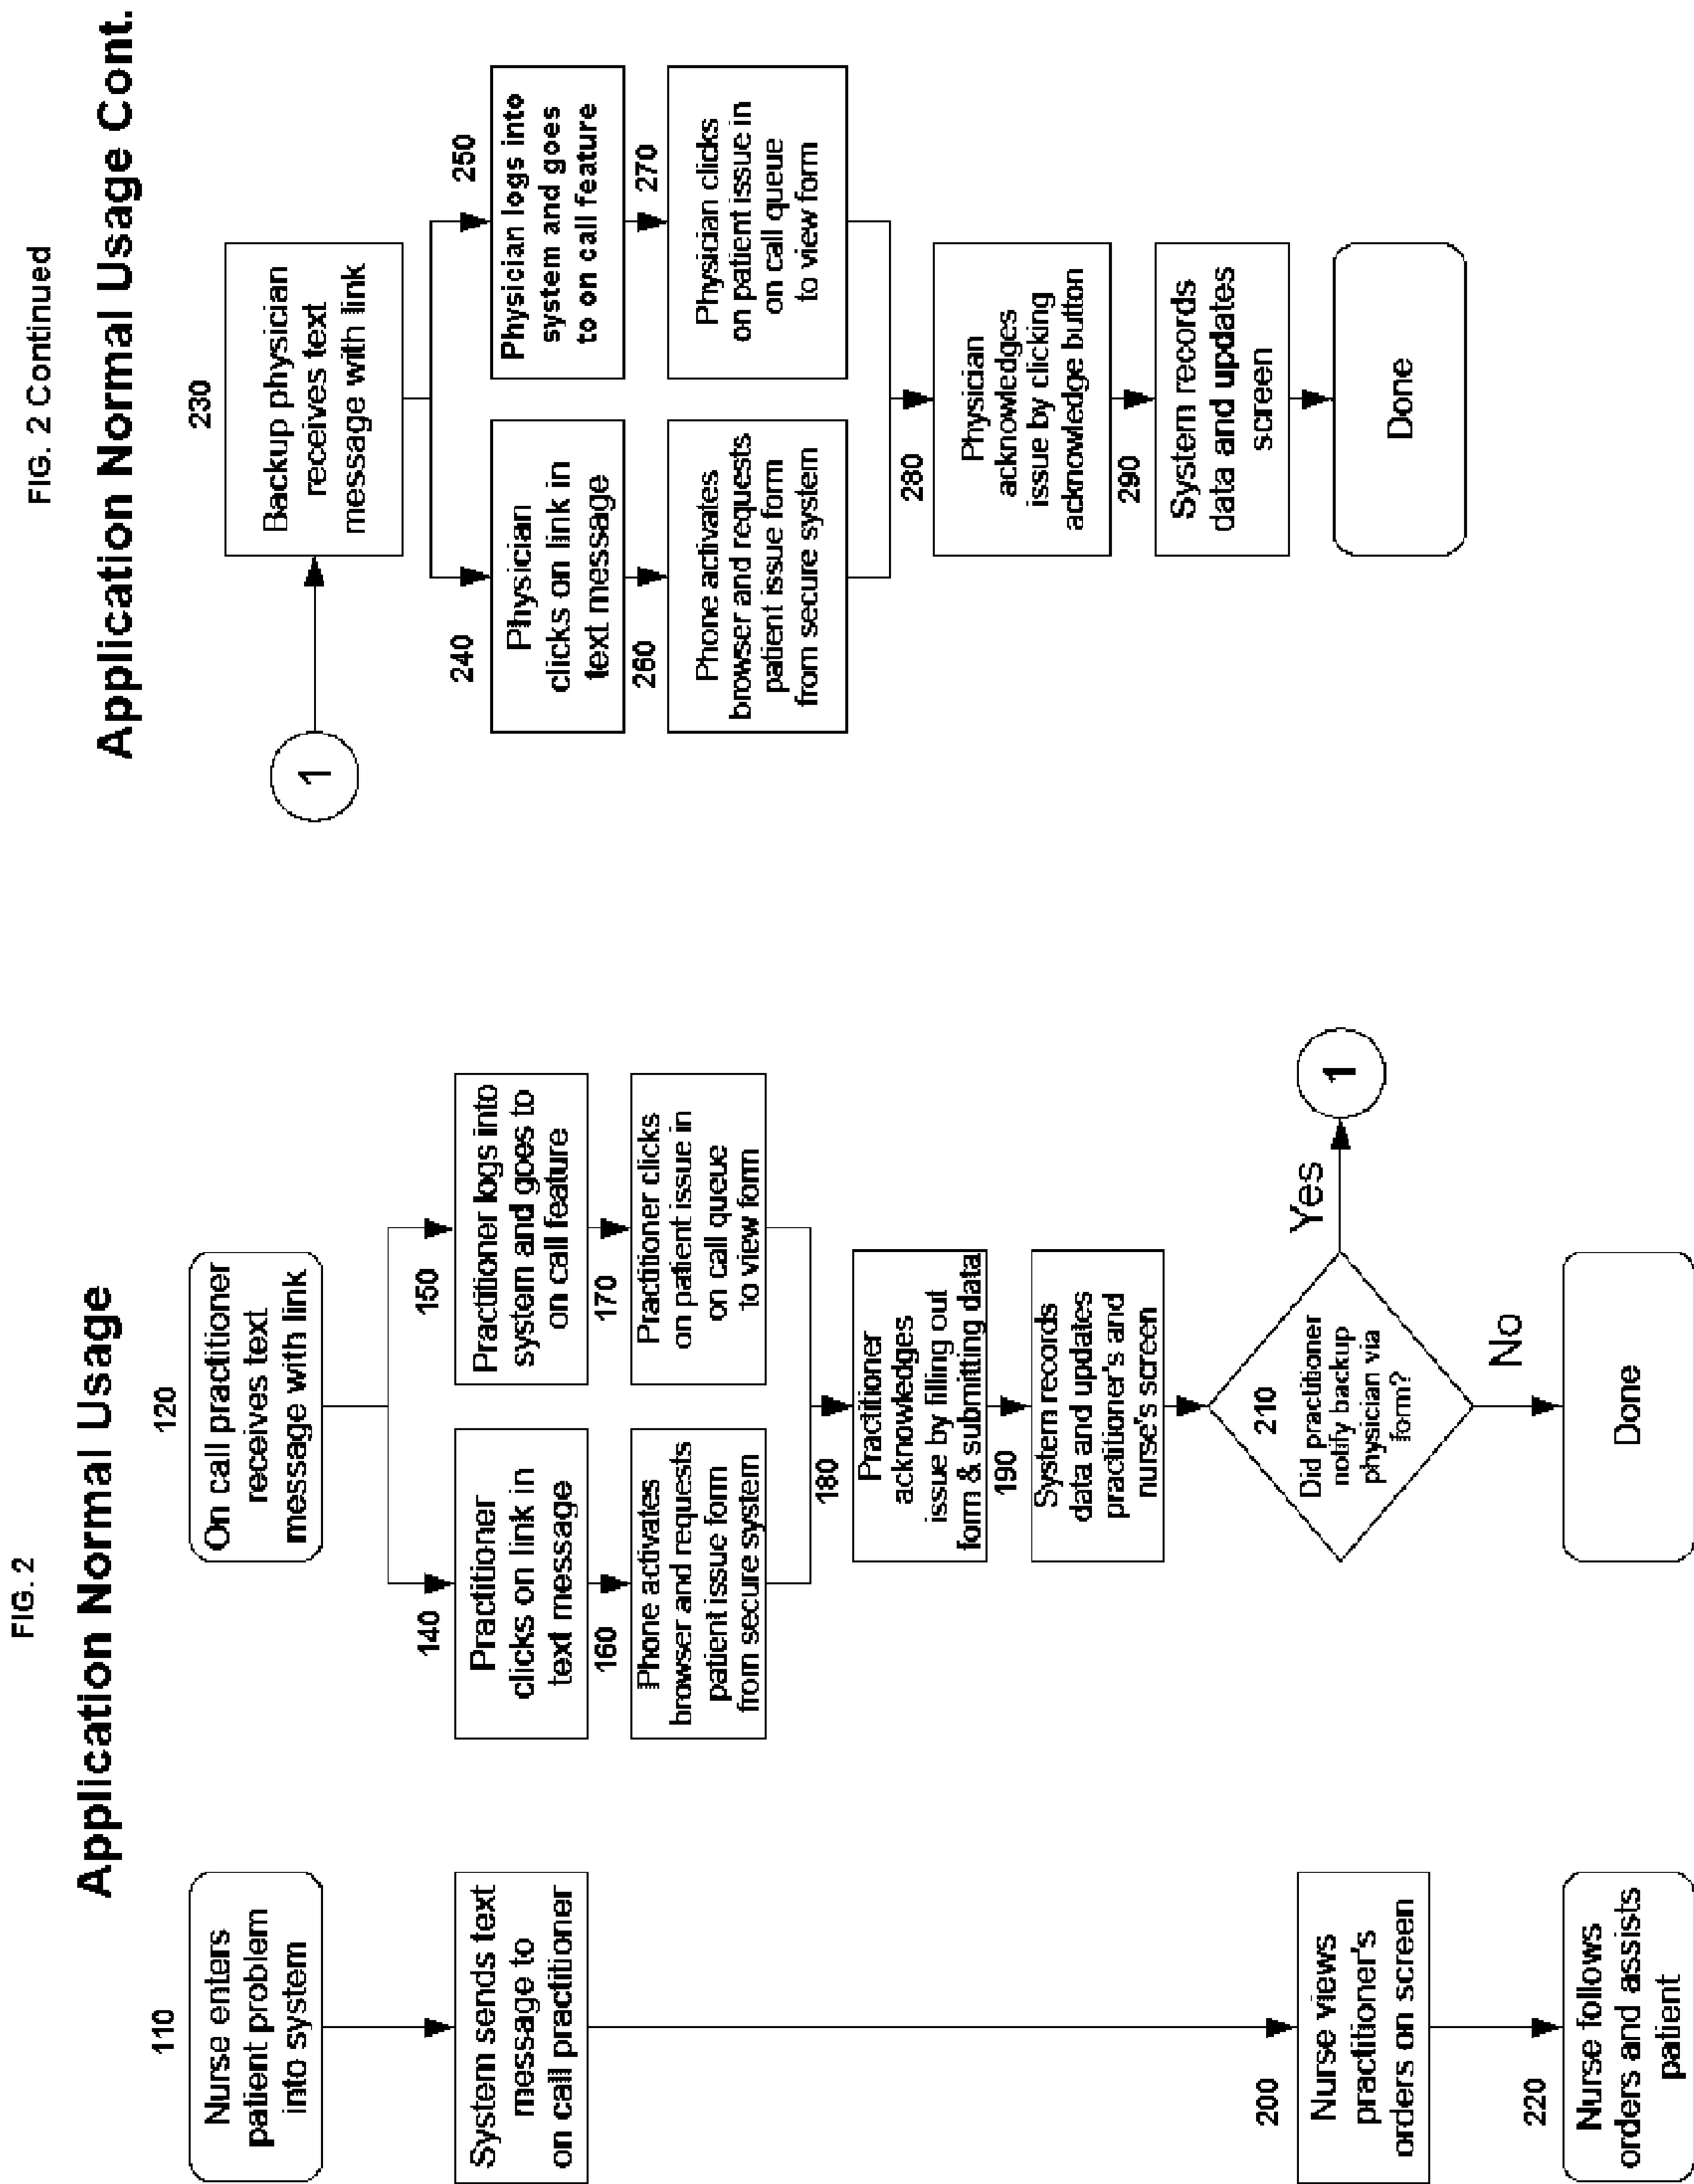 FIG. 2
Application Normal Usage
110
Nurse enters
patient problem
into system
System sends text
message to
on call practitioner
200
Nurse views
practitioner's
orders on screen
220
Nurse follows
orders and assists
patient
120
On call practitioner
receives text
message with link
140
Practitioner
clicks on link in
text message
150
Practitioner logs into
system and goes to
on call feature
160
Phone activates
browser and requests
patient issue form
from secure system
170
Practitioner clicks
on patient issue in
on call queue
to view form
180
Practitioner
acknowledges
issue by filling out
form & submitting data
190
System records
data and updates
practitioner's and
nurse's screen
210
Did practitioner
notify backup
physician via
form?
Yes
1
No
Done
FIG. 2 Continued
Application Normal Usage Cont.
1
230
Backup physician
receives text
message with link
240
Physician
clicks on link in
text message
250
Physician logs into
system and goes
to on call feature
260
Phone activates
browser and requests
patient issue form
from secure system
270
Physician clicks
on patient issue in
on call queue
to view form
280
Physician
acknowledges
issue by clicking
acknowledge button
290
System records
data and updates
screen
Done